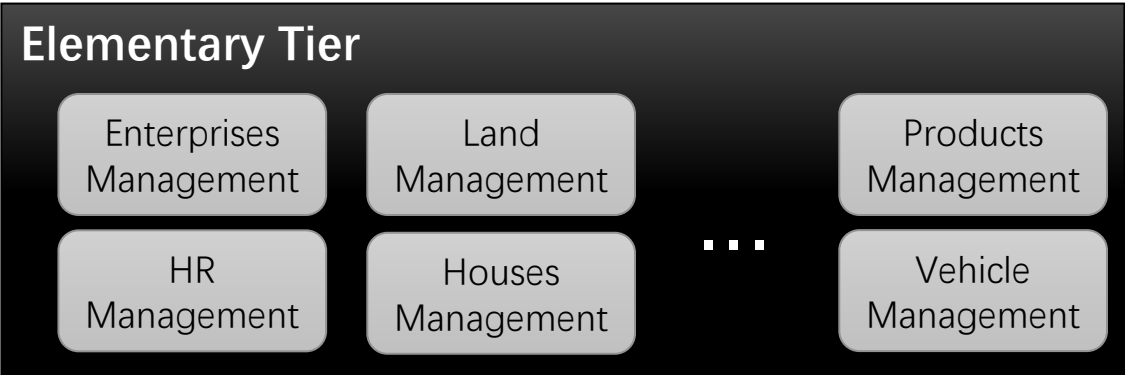 Elementary Tier
Enterprises
Management
Land
Management
Products
Management
...
HR
Management
Houses
Management
Vehicle
Management